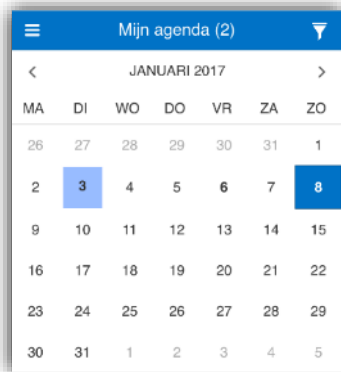 Mijn agenda (2)
JANUARI 2017
MA DI WO DO VR ZA ZO
26 27 28 29 30 31 1
2 3 4 5 6 7 8
9 10 11 12 13 14 15
16 17 18 19 20 21 22
23 24 25 26 27 28 29
30 31 1 2 3 4 5